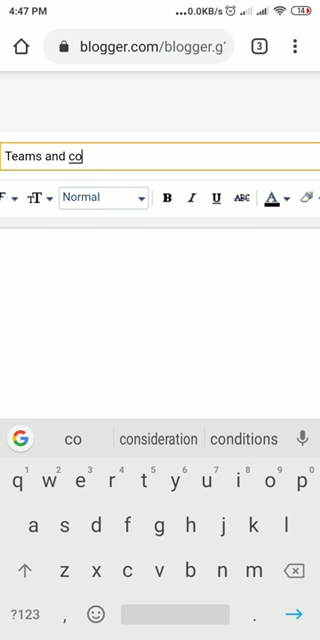 4:47 PM ...0.0KB/s 14
blogger.com/blogger.g 3
Teams and co
F TT Normal B I U ABC A
co consideration conditions
1 2 3 4 5 6 7 8 9 0
q w e r t y u i o p
a s d f g h j k l
z x c v b n m
?123 , .